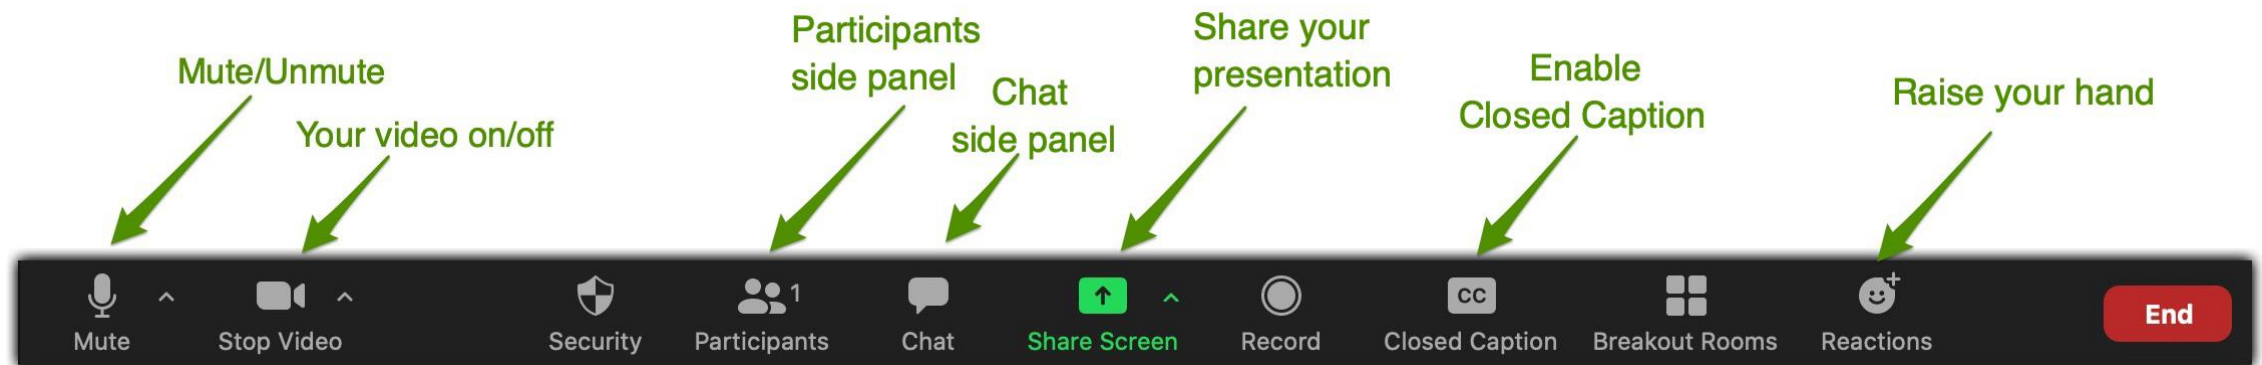 Mute/Unmute
Your video on/off
Participants
side panel
Chat
side panel
Share your
presentation
Enable
Closed Caption
Raise your hand
Mute
Stop Video
Security
1
Participants
Chat
Share Screen
Record
CC
Closed Caption
Breakout Rooms
Reactions
End